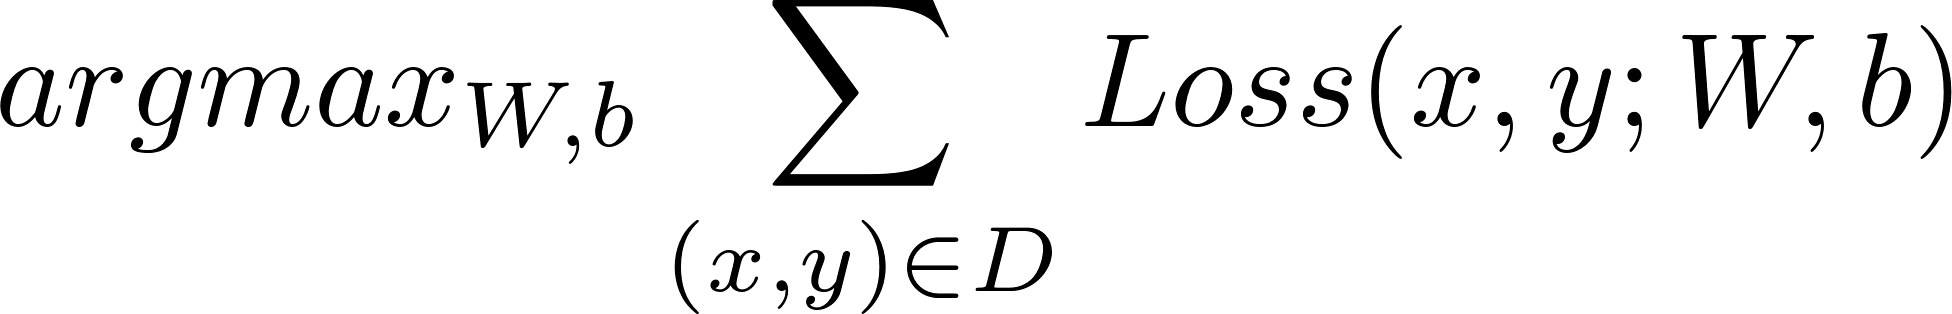 argmax_{W,b} ∑_{(x,y)∈D} Loss(x, y; W, b)